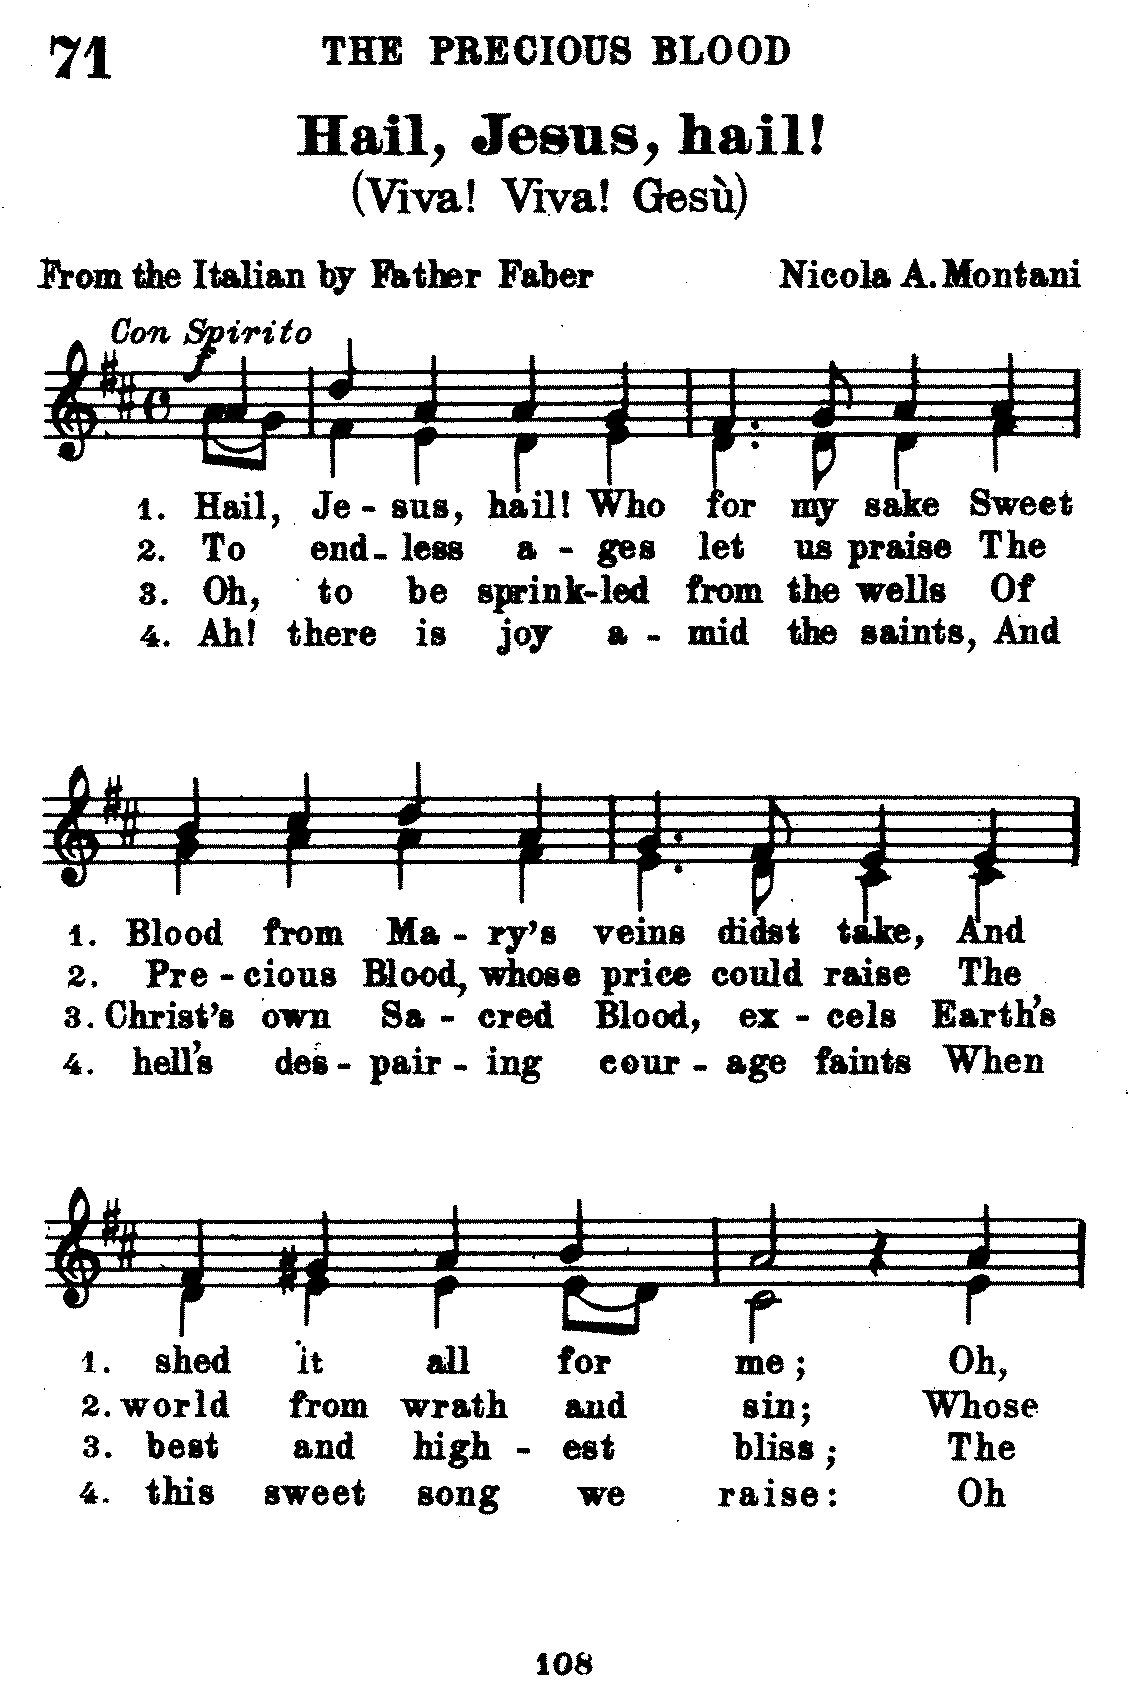 71 THE PRECIOUS BLOOD
Hail, Jesus, hail!
(Viva! Viva! Gesù)
From the Italian by Father Faber Nicola A. Montani
Con Spirito
f
1. Hail, Je - sus, hail! Who for my sake Sweet
2. To end - less a - ges let us praise The
3. Oh, to be sprink-led from the wells Of
4. Ah! there is joy a - mid the saints, And
1. Blood from Ma - ry's veins didst take, And
2. Pre - cious Blood, whose price could raise The
3. Christ's own Sa - cred Blood, ex - cels Earth's
4. hell's des - pair - ing cour - age faints When
1. shed it all for me; Oh,
2. world from wrath and sin; Whose
3. best and high - est bliss; The
4. this sweet song we raise: Oh
108